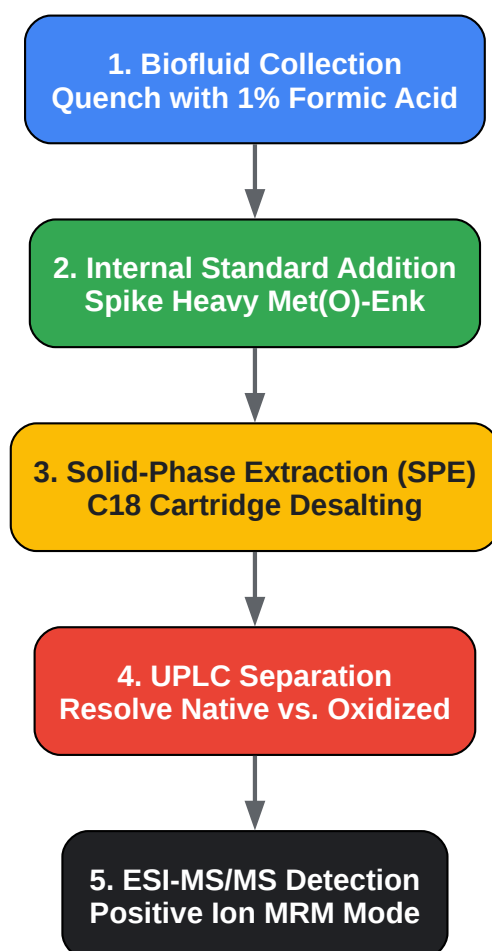 1. Biofluid Collection
Quench with 1% Formic Acid
2. Internal Standard Addition
Spike Heavy Met(O)-Enk
3. Solid-Phase Extraction (SPE)
C18 Cartridge Desalting
4. UPLC Separation
Resolve Native vs. Oxidized
5. ESI-MS/MS Detection
Positive Ion MRM Mode